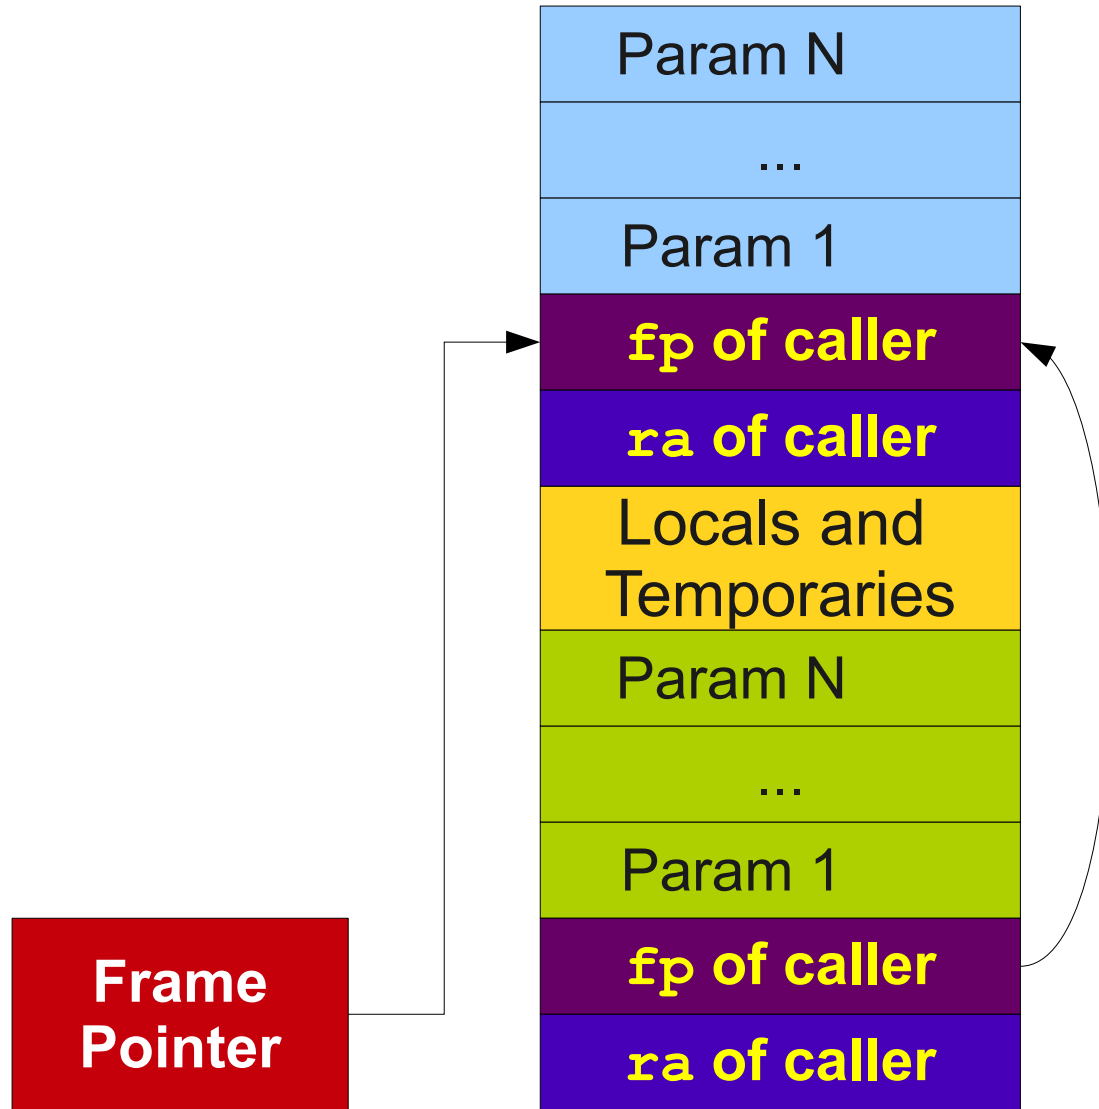 Param N
...
Param 1
fp of caller
ra of caller
Locals and
Temporaries
Param N
...
Param 1
fp of caller
ra of caller
Frame
Pointer